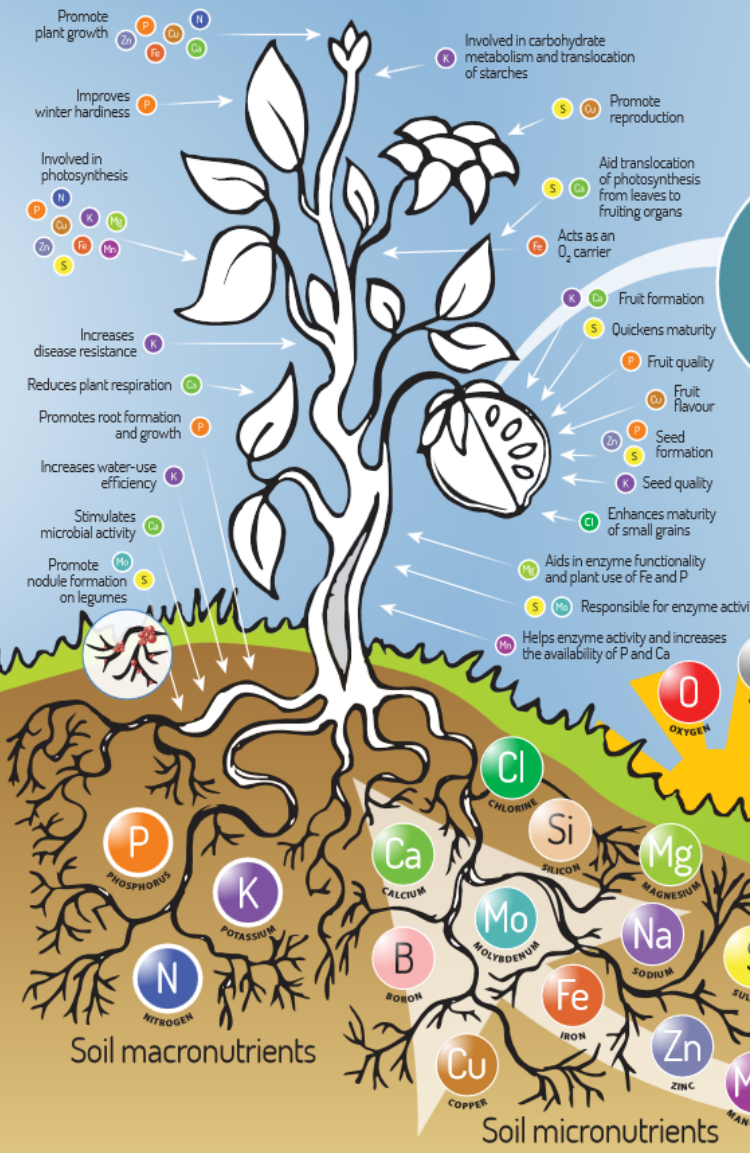 Promote
plant growth
P
N
Zn
Cu
Fe
Ca
K
Involved in carbohydrate
metabolism and translocation
of starches
Improves
winter hardiness
P
S
Cu
Promote
reproduction
Involved in
photosynthesis
N
P
Cu
K
Mg
Zn
Fe
Mn
S
S
Ca
Aid translocation
of photosynthesis
from leaves to
fruiting organs
Fe
Acts as an
O2 carrier
K
Ca
Fruit formation
S
Quickens maturity
Increases
disease resistance
K
P
Fruit quality
Reduces plant respiration
Ca
Cu
Fruit
flavour
Promotes root formation
and growth
P
Zn
P
S
Seed
formation
Increases water-use
efficiency
K
K
Seed quality
Stimulates
microbial activity
Ca
Cl
Enhances maturity
of small grains
Promote
nodule formation
on legumes
Mo
S
Mg
Aids in enzyme functionality
and plant use of Fe and P
S
Mo
Responsible for enzyme activi
Mn
Helps enzyme activity and increases
the availability of P and Ca
O
OXYGEN
Cl
CHLORINE
Si
SILICON
P
PHOSPHORUS
Ca
CALCIUM
Mg
MAGNESIUM
K
POTASSIUM
Mo
MOLYBDENUM
Na
SODIUM
B
BORON
N
NITROGEN
Fe
IRON
S
SUL
Cu
COPPER
Zn
ZINC
M
MAN
Soil macronutrients
Soil micronutrients